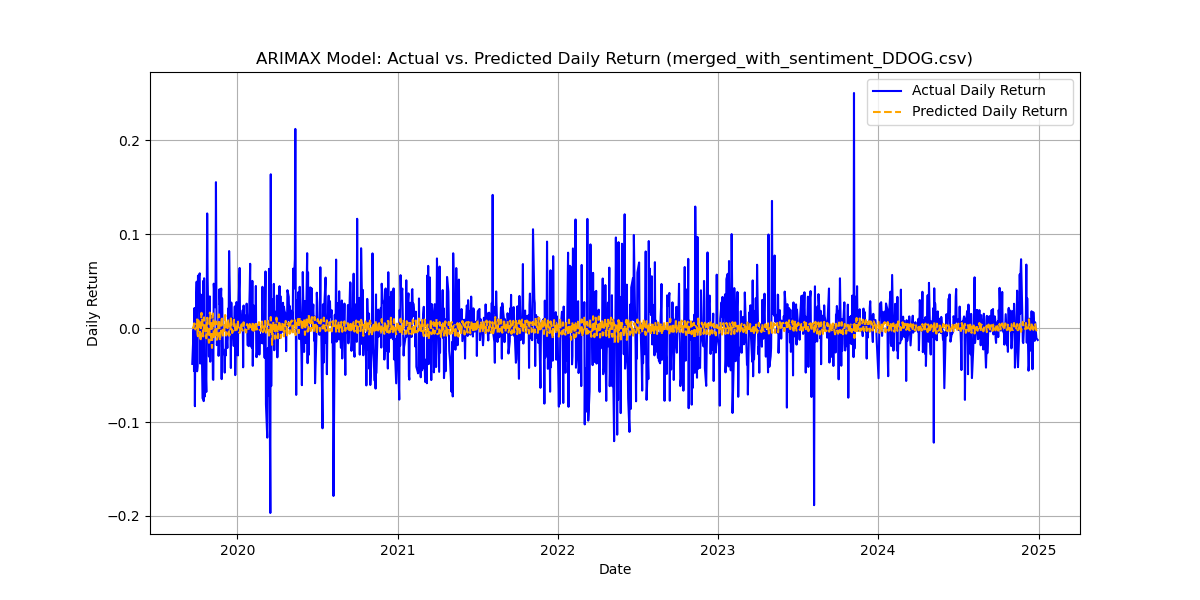 ARIMAX Model: Actual vs. Predicted Daily Return (merged_with_sentiment_DDOG.csv)
Actual Daily Return
Predicted Daily Return
0.2
0.1
0.0
−0.1
−0.2
Daily Return
2020
2021
2022
2023
2024
2025
Date